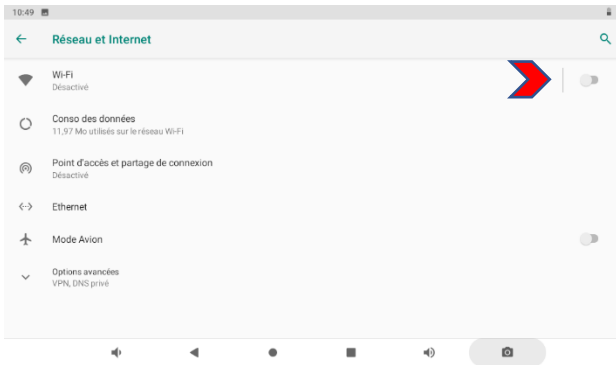 10:49
Réseau et Internet
Wi-Fi
Désactivé
Conso des données
11,97 Mo utilisés sur le réseau Wi-Fi
Point d'accès et partage de connexion
Désactivé
Ethernet
Mode Avion
Options avancées
VPN, DNS privé